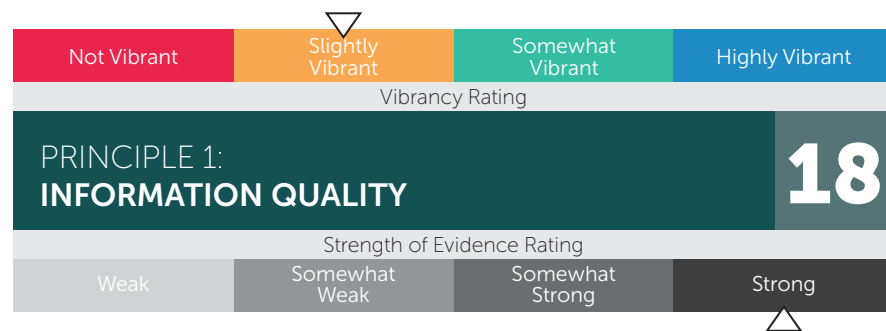 Not Vibrant
Slightly
Vibrant
Somewhat
Vibrant
Highly Vibrant
Vibrancy Rating
PRINCIPLE 1:
INFORMATION QUALITY
18
Strength of Evidence Rating
Weak
Somewhat
Weak
Somewhat
Strong
Strong